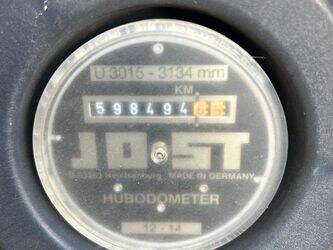 U 3015 - 3134 mm
KM
598494
JOST
MADE IN GERMANY
HUBODOMETER
12 - 14